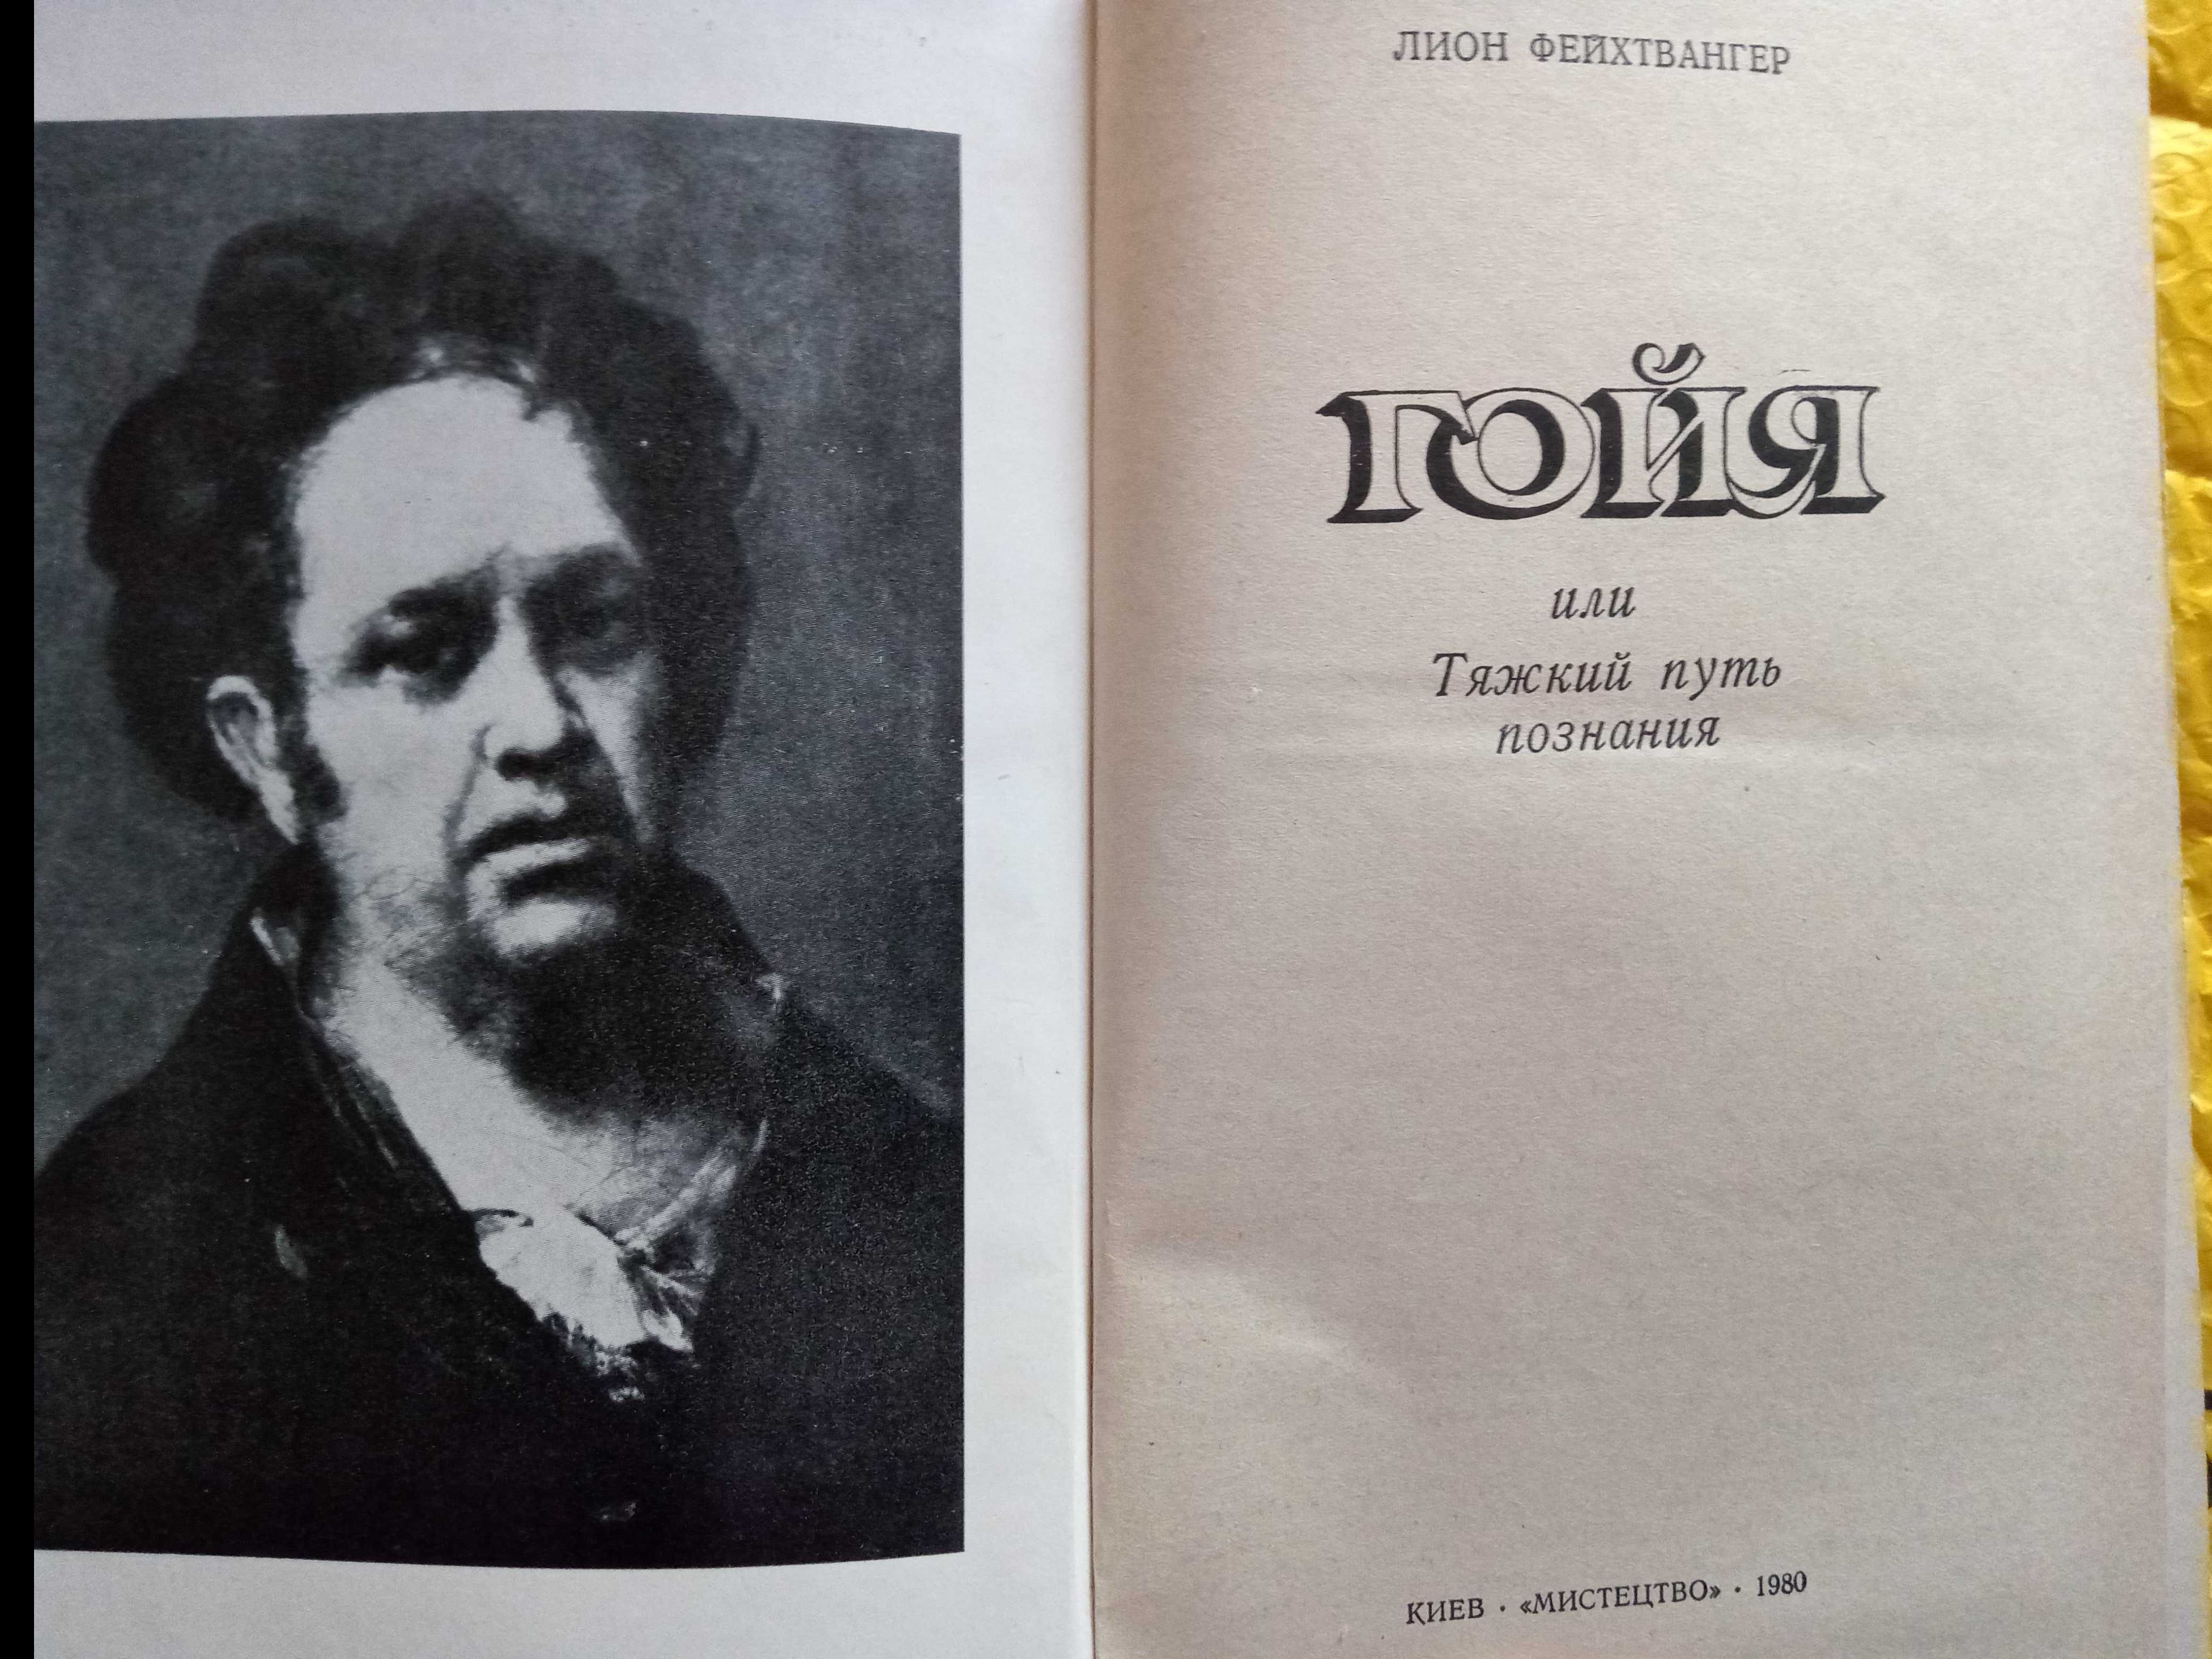 ЛИОН ФЕЙХТВАНГЕР
ГОЙЯ
или
Тяжкий путь
познания
КИЕВ · «МИСТЕЦТВО» · 1980